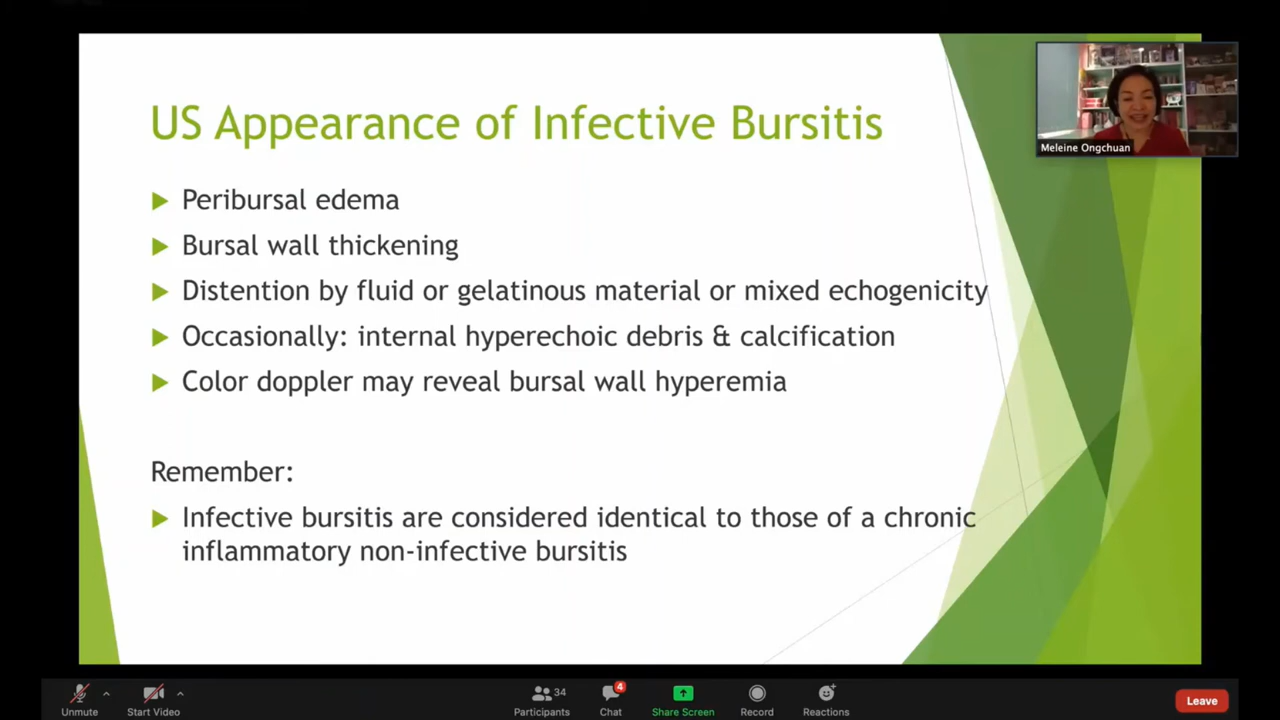 US Appearance of Infective Bursitis
Meleine Ongchuan
Peribursal edema
Bursal wall thickening
Distention by fluid or gelatinous material or mixed echogenicity
Occasionally: internal hyperechoic debris & calcification
Color doppler may reveal bursal wall hyperemia
Remember:
Infective bursitis are considered identical to those of a chronic
inflammatory non-infective bursitis
Unmute
Start Video
34
Participants
4
Chat
Share Screen
Record
Reactions
Leave